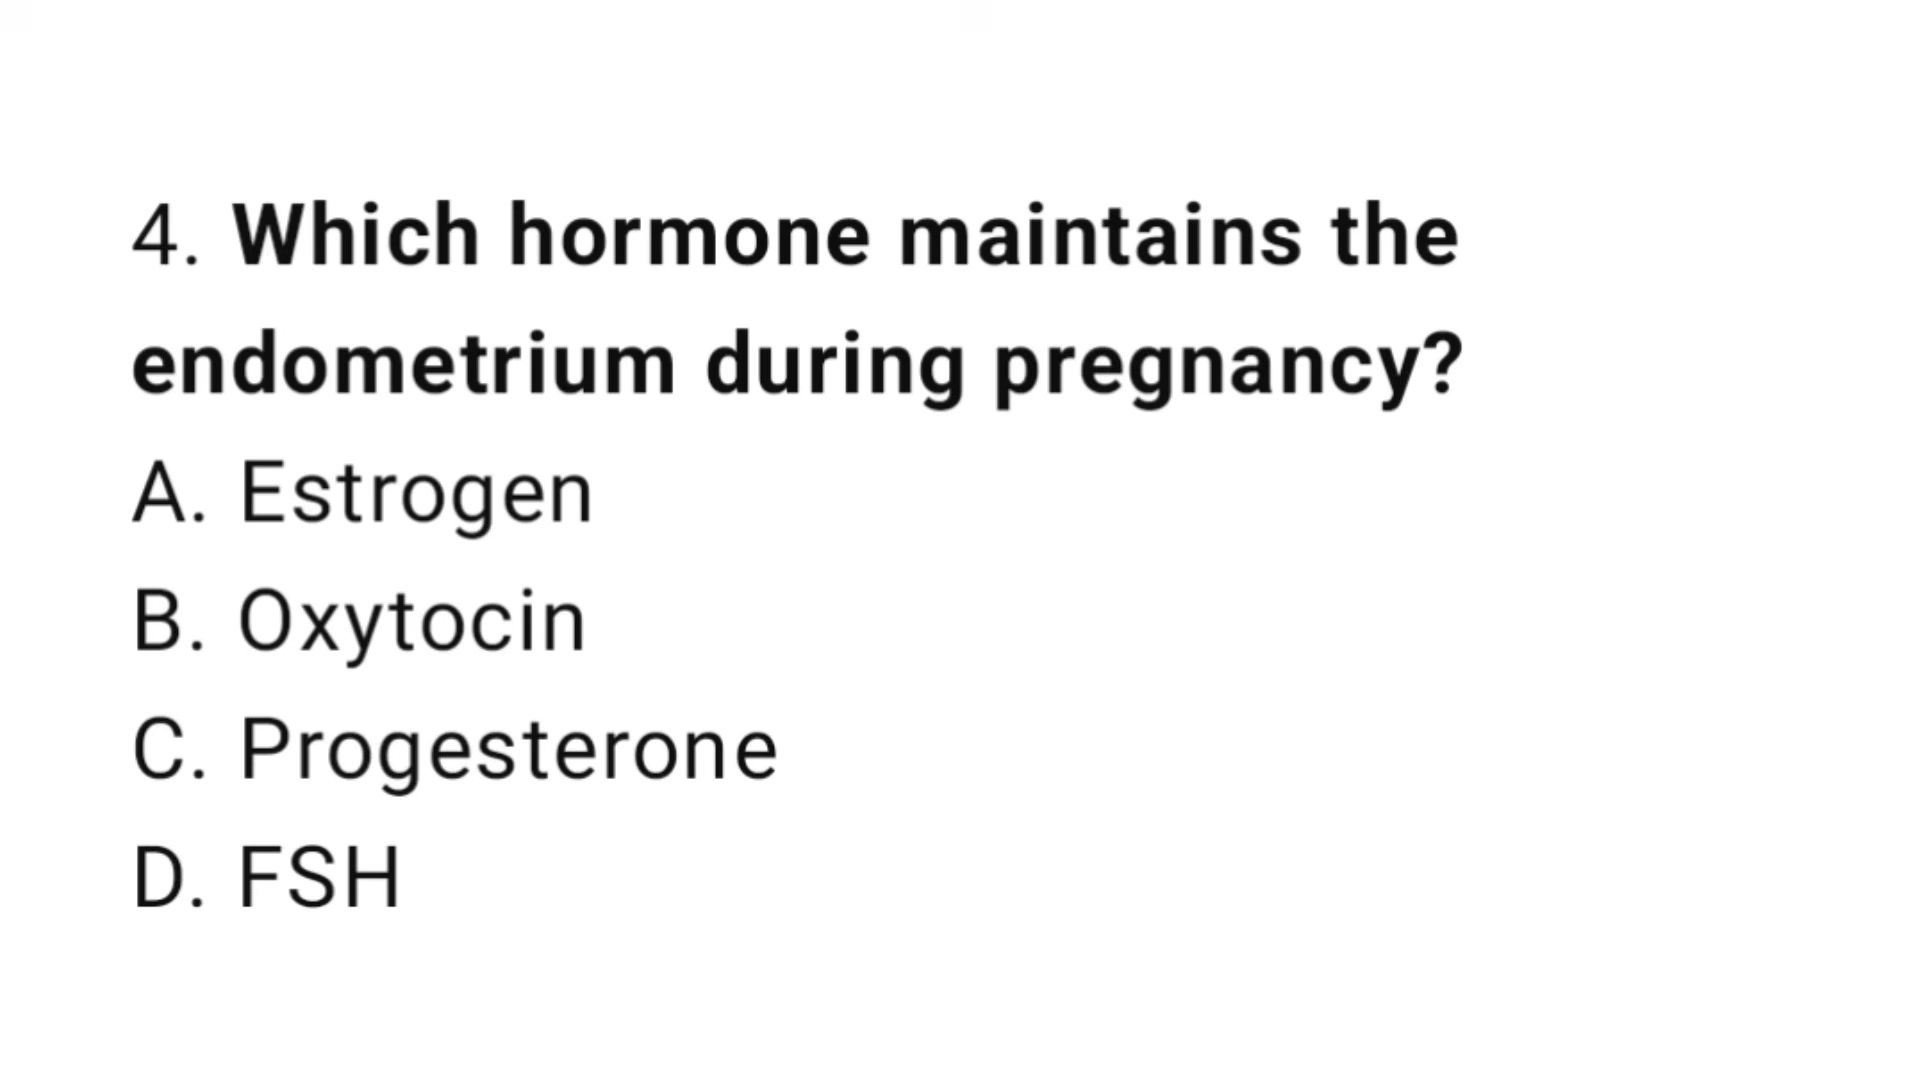 4. Which hormone maintains the
endometrium during pregnancy?
A. Estrogen
B. Oxytocin
C. Progesterone
D. FSH